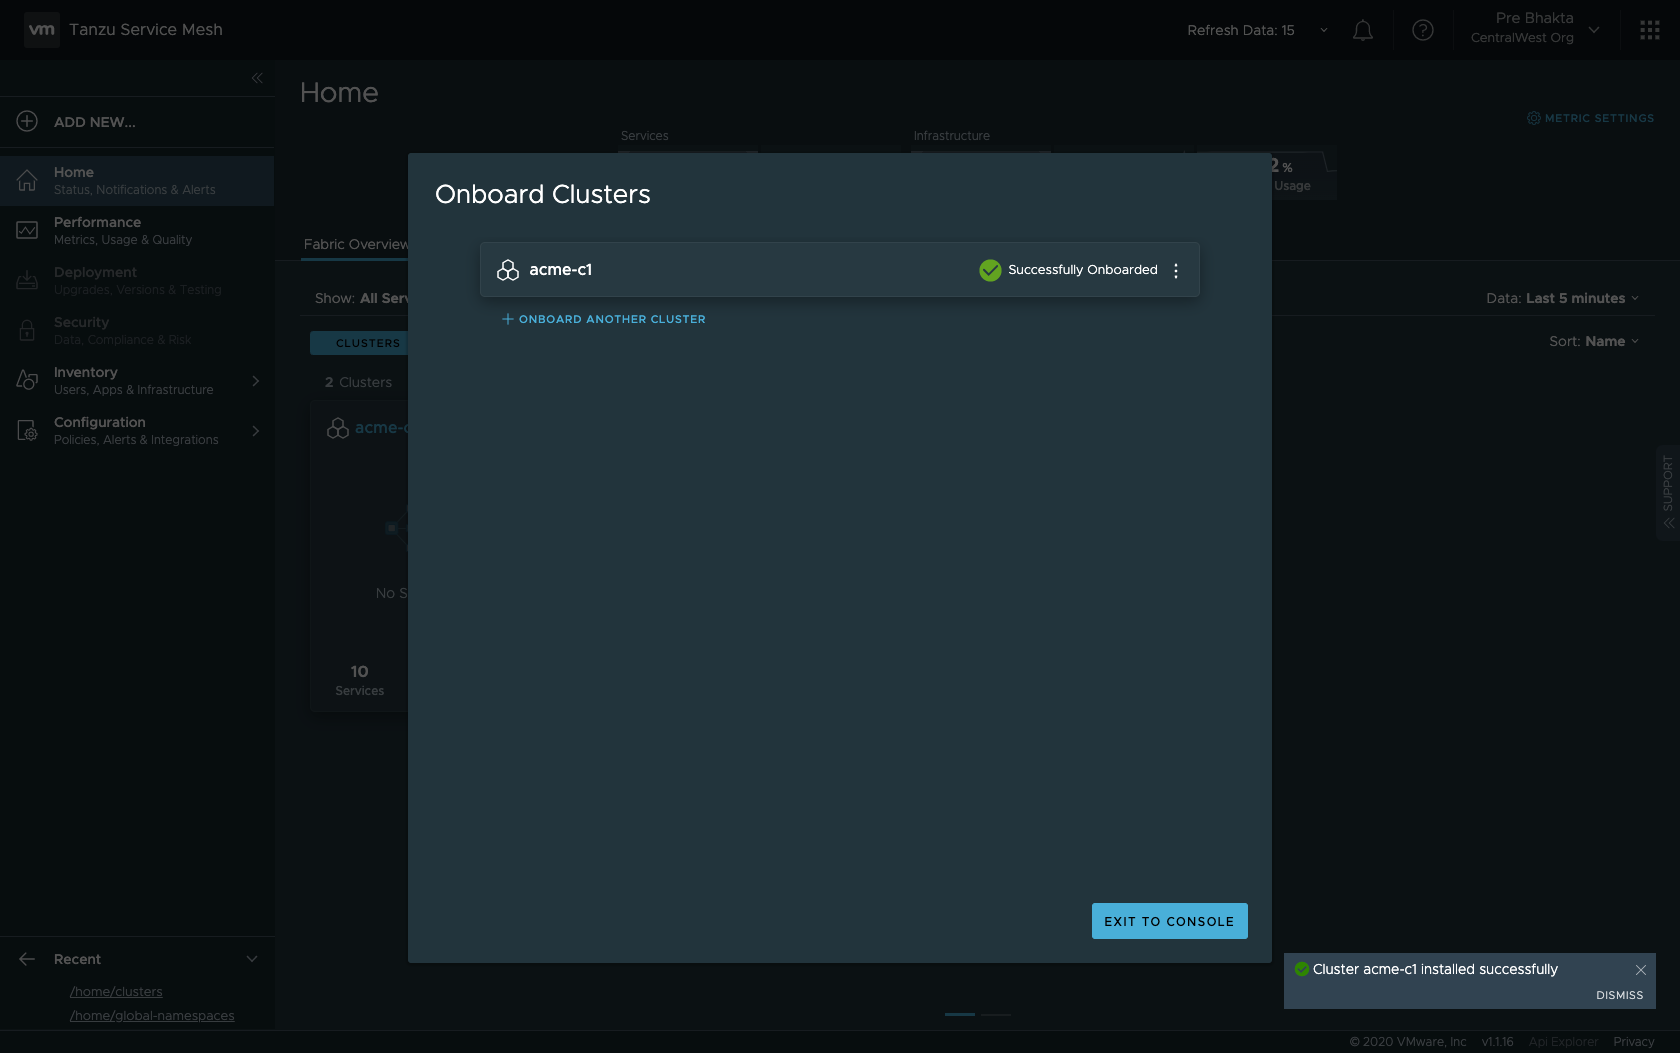 vm Tanzu Service Mesh
Refresh Data: 15
Pre Bhakta
CentralWest Org
ADD NEW...
Home
Status, Notifications & Alerts
Performance
Metrics, Usage & Quality
Deployment
Upgrades, Versions & Testing
Security
Data, Compliance & Risk
Inventory
Users, Apps & Infrastructure
Configuration
Policies, Alerts & Integrations
Recent
/home/clusters
/home/global-namespaces
Home
METRIC SETTINGS
Services
Infrastructure
2 %
Usage
Fabric Overview
Show: All Serv
Data: Last 5 minutes
CLUSTERS
Sort: Name
2 Clusters
acme-c
No S
10
Services
Onboard Clusters
acme-c1
Successfully Onboarded
ONBOARD ANOTHER CLUSTER
EXIT TO CONSOLE
SUPPORT
Cluster acme-c1 installed successfully
DISMISS
© 2020 VMware, Inc v1.1.16 Api Explorer Privacy